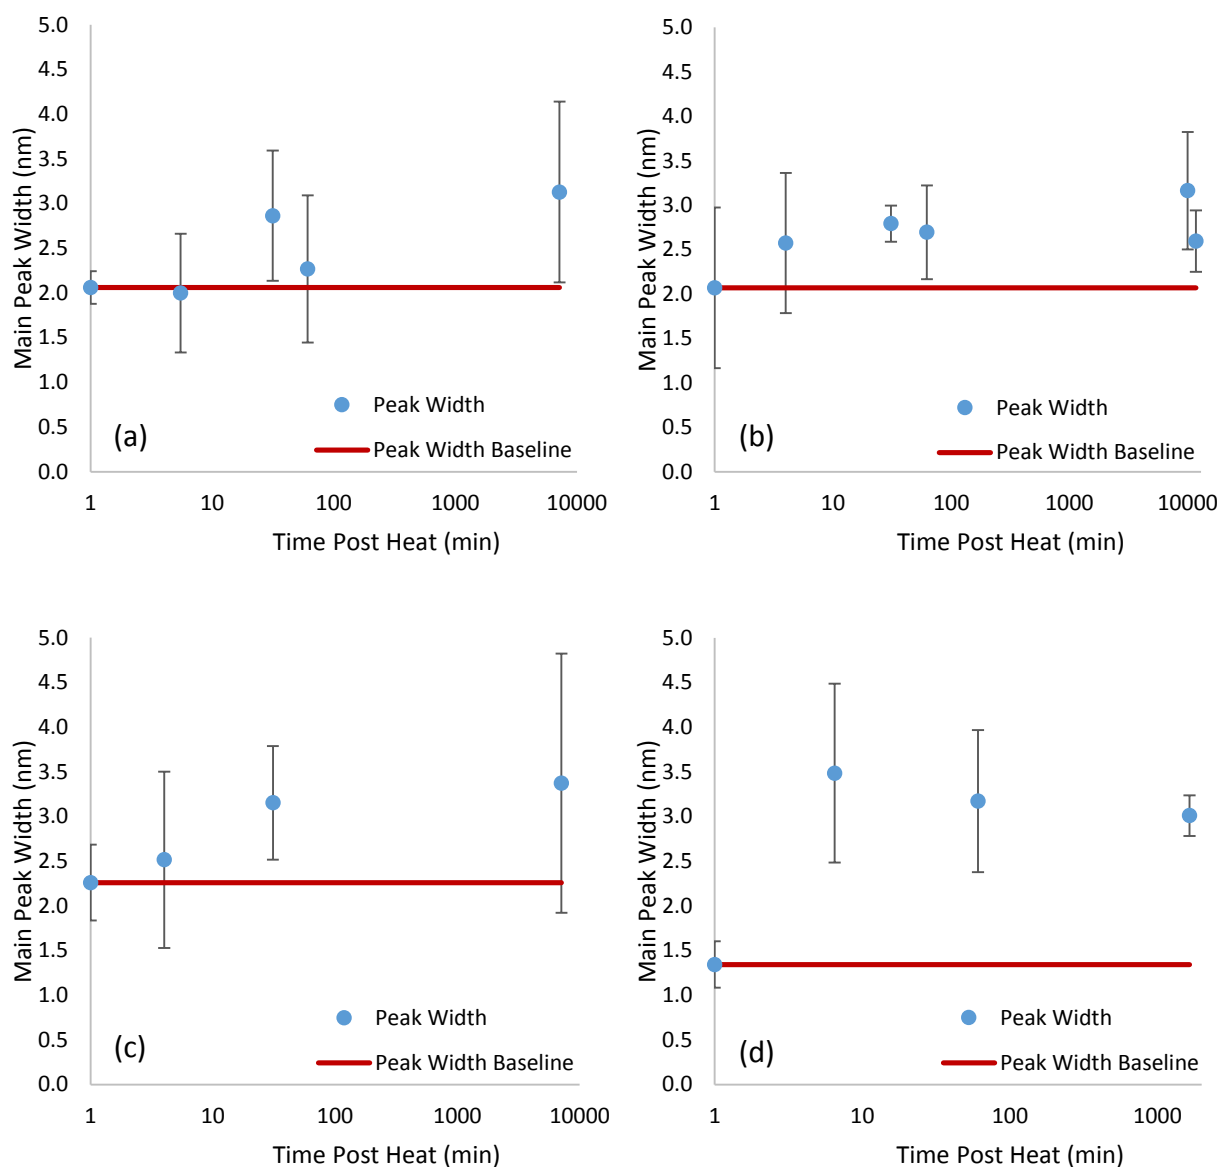 5.0
4.5
4.0
3.5
3.0
2.5
2.0
1.5
1.0
0.5
0.0
Main Peak Width (nm)
Peak Width
(a)
Peak Width Baseline
1 10 100 1000 10000
Time Post Heat (min)
5.0
4.5
4.0
3.5
3.0
2.5
2.0
1.5
1.0
0.5
0.0
Main Peak Width (nm)
Peak Width
(b)
Peak Width Baseline
1 10 100 1000 10000
Time Post Heat (min)
5.0
4.5
4.0
3.5
3.0
2.5
2.0
1.5
1.0
0.5
0.0
Main Peak Width (nm)
Peak Width
(c)
Peak Width Baseline
1 10 100 1000 10000
Time Post Heat (min)
5.0
4.5
4.0
3.5
3.0
2.5
2.0
1.5
1.0
0.5
0.0
Main Peak Width (nm)
Peak Width
(d)
Peak Width Baseline
1 10 100 1000
Time Post Heat (min)